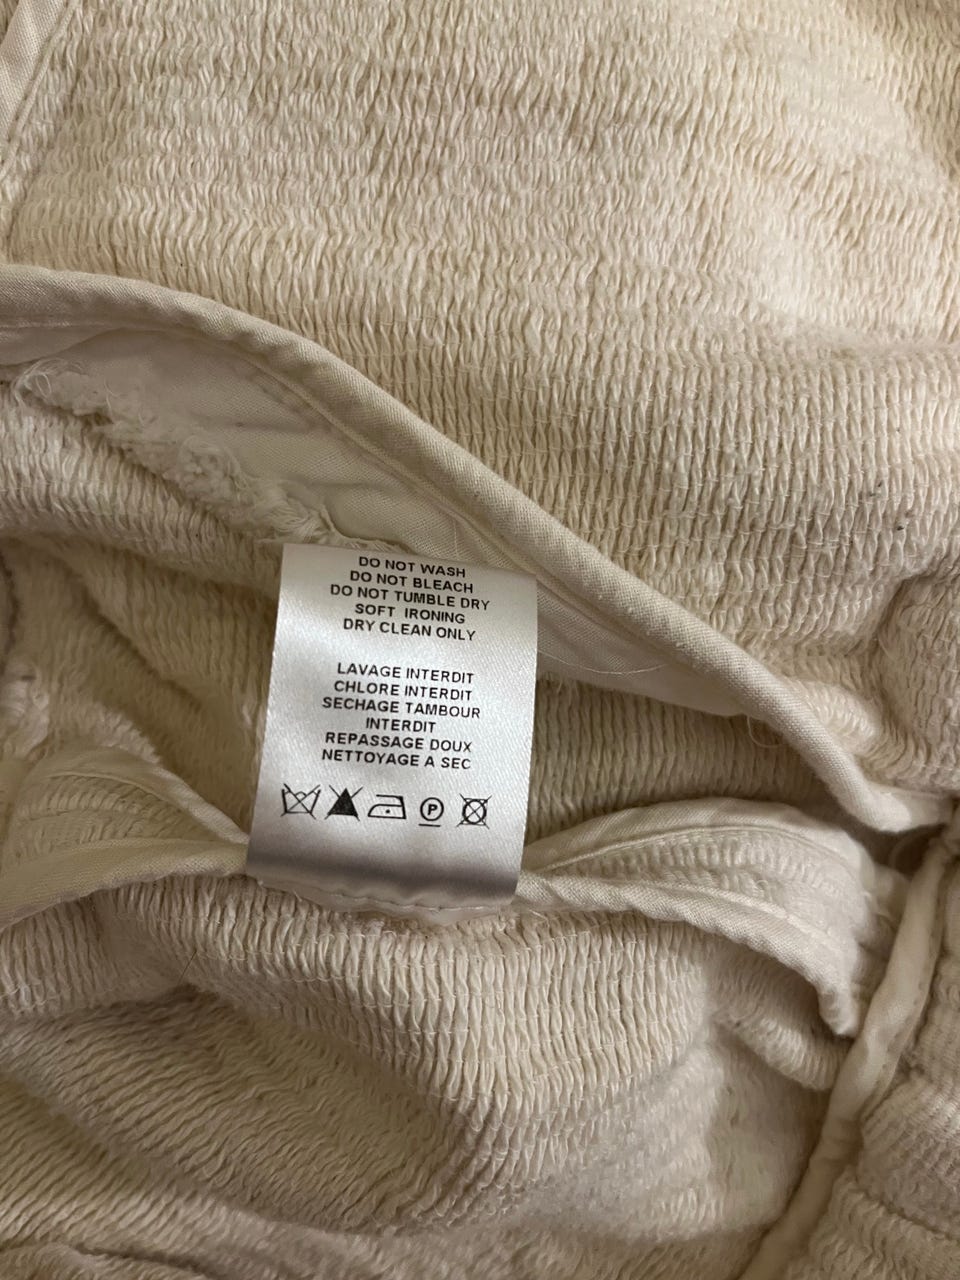 DO NOT WASH
DO NOT BLEACH
DO NOT TUMBLE DRY
SOFT IRONING
DRY CLEAN ONLY
LAVAGE INTERDIT
CHLORE INTERDIT
SECHAGE TAMBOUR
INTERDIT
REPASSAGE DOUX
NETTOYAGE A SEC
P